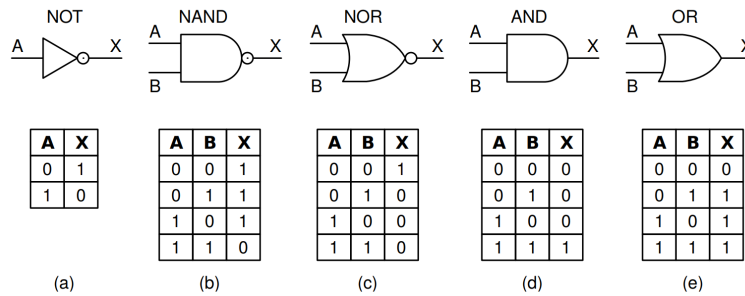 NOT NAND NOR AND OR
A X
A B X
A B X
A B X
A B X
A X
0 1
1 0
A B X
0 0 1
0 1 1
1 0 1
1 1 0
A B X
0 0 1
0 1 0
1 0 0
1 1 0
A B X
0 0 0
0 1 0
1 0 0
1 1 1
A B X
0 0 0
0 1 1
1 0 1
1 1 1
(a) (b) (c) (d) (e)